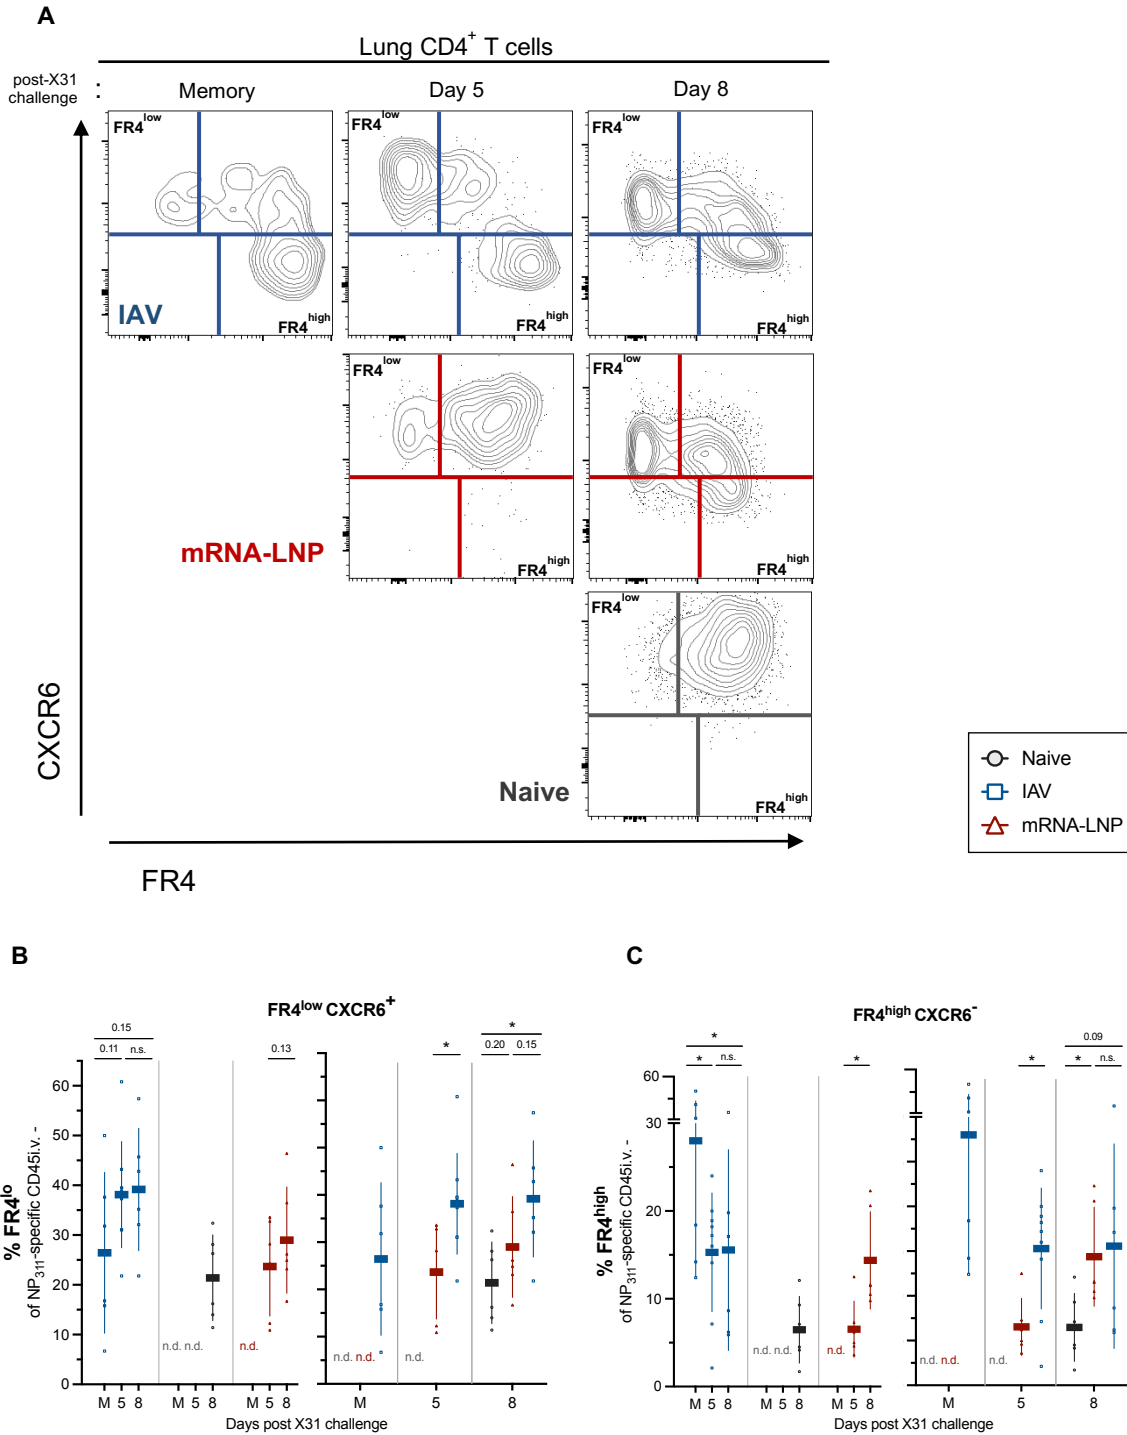 A
Lung CD4+ T cells
post-X31
challenge
:
Memory
Day 5
Day 8
FR4low
FR4low
FR4low
IAV
FR4high
FR4high
FR4high
FR4low
FR4low
mRNA-LNP
FR4high
FR4high
FR4low
Naive
FR4high
CXCR6
FR4
Naive
IAV
mRNA-LNP
B
FR4low CXCR6+
0.15
0.11
n.s.
0.13
*
*
0.20
0.15
% FR4lo
of NP311-specific CD45i.v. -
60
50
40
30
20
10
0
n.d. n.d.
n.d.
n.d. n.d.
n.d.
M 5 8
M 5 8
M 5 8
M
5
8
Days post X31 challenge
C
FR4high CXCR6-
*
*
n.s.
*
*
0.09
*
n.s.
% FR4high
of NP311-specific CD45i.v. -
60
30
20
10
0
n.d. n.d.
n.d.
n.d. n.d.
n.d.
M 5 8
M 5 8
M 5 8
M
5
8
Days post X31 challenge